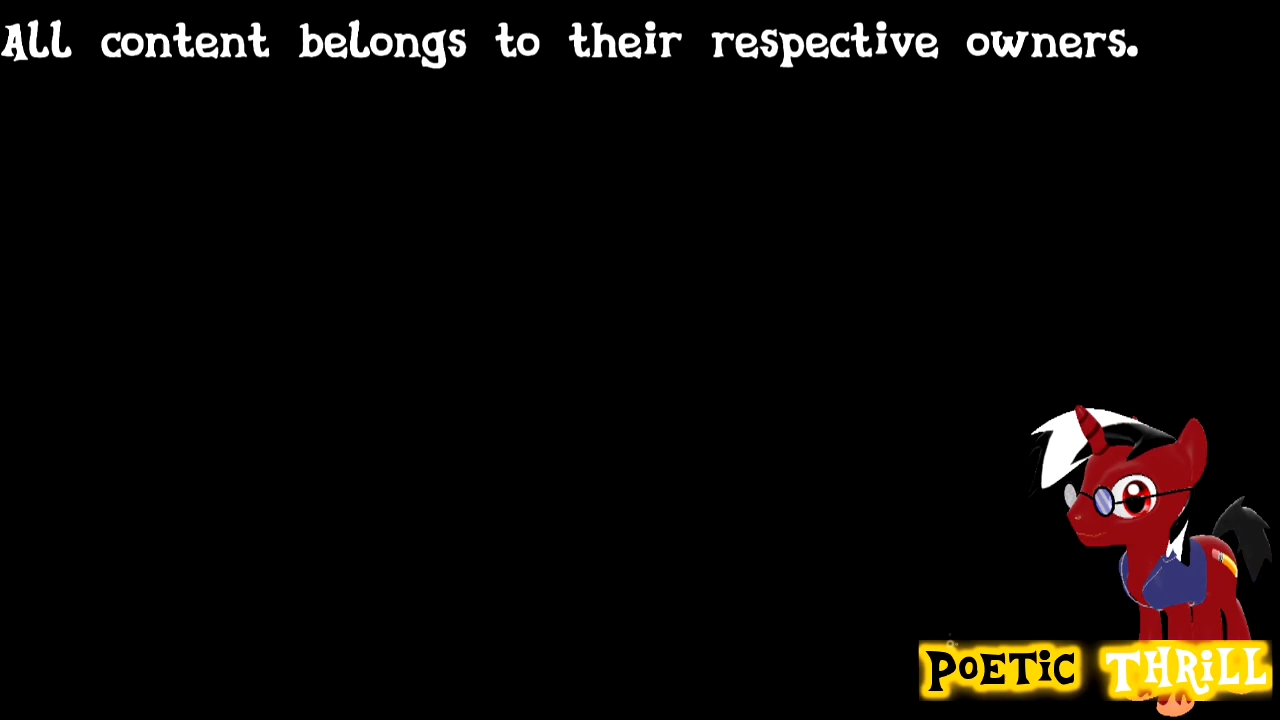 All content belongs to their respective owners.
POETiC THRiLL